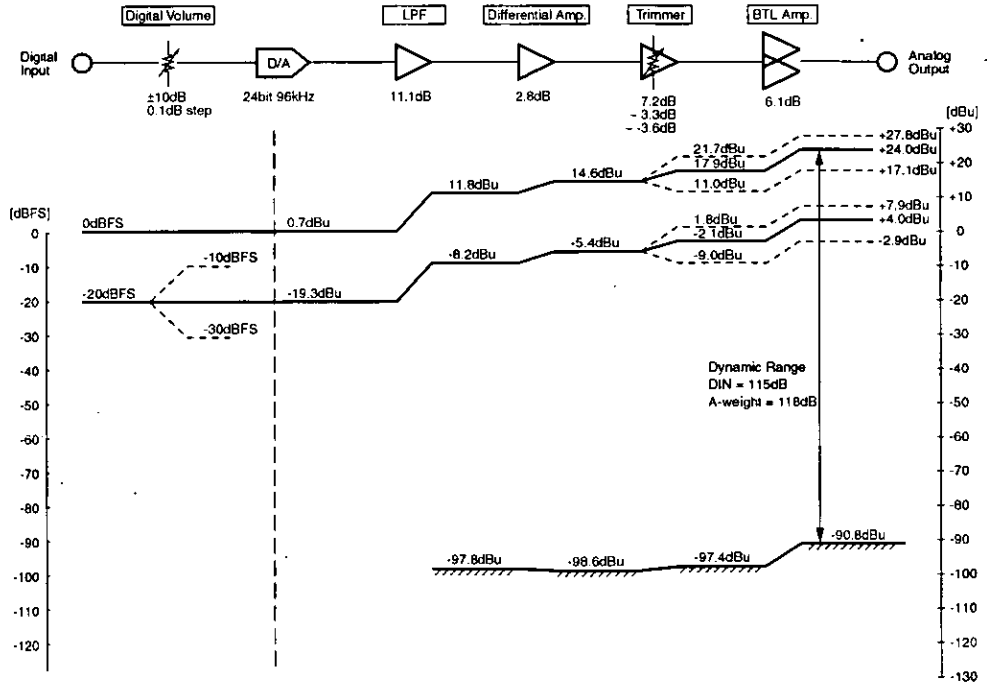 Digital Volume
LPF
Differential Amp.
Trimmer
BTL Amp.
Digital
Input
D/A
Analog
Output
±10dB
0.1dB step
24bit 96kHz
11.1dB
2.8dB
7.2dB
-3.3dB
-3.6dB
6.1dB
[dBu]
+30
+20
+10
0
-10
-20
-30
-40
-50
-60
-70
-80
-90
-100
-110
-120
-130
[dBFS]
0
-10
-20
-30
-40
-50
-60
-70
-80
-90
-100
-110
-120
0dBFS
0.7dBu
11.8dBu
14.6dBu
21.7dBu
17.9dBu
11.0dBu
+27.8dBu
+24.0dBu
+17.1dBu
-10dBFS
-20dBFS
-30dBFS
-19.3dBu
-8.2dBu
-5.4dBu
1.8dBu
-2.1dBu
-9.0dBu
+7.9dBu
+4.0dBu
-2.9dBu
Dynamic Range
DIN = 115dB
A-weight = 118dB
-97.8dBu
-98.6dBu
-97.4dBu
-90.8dBu